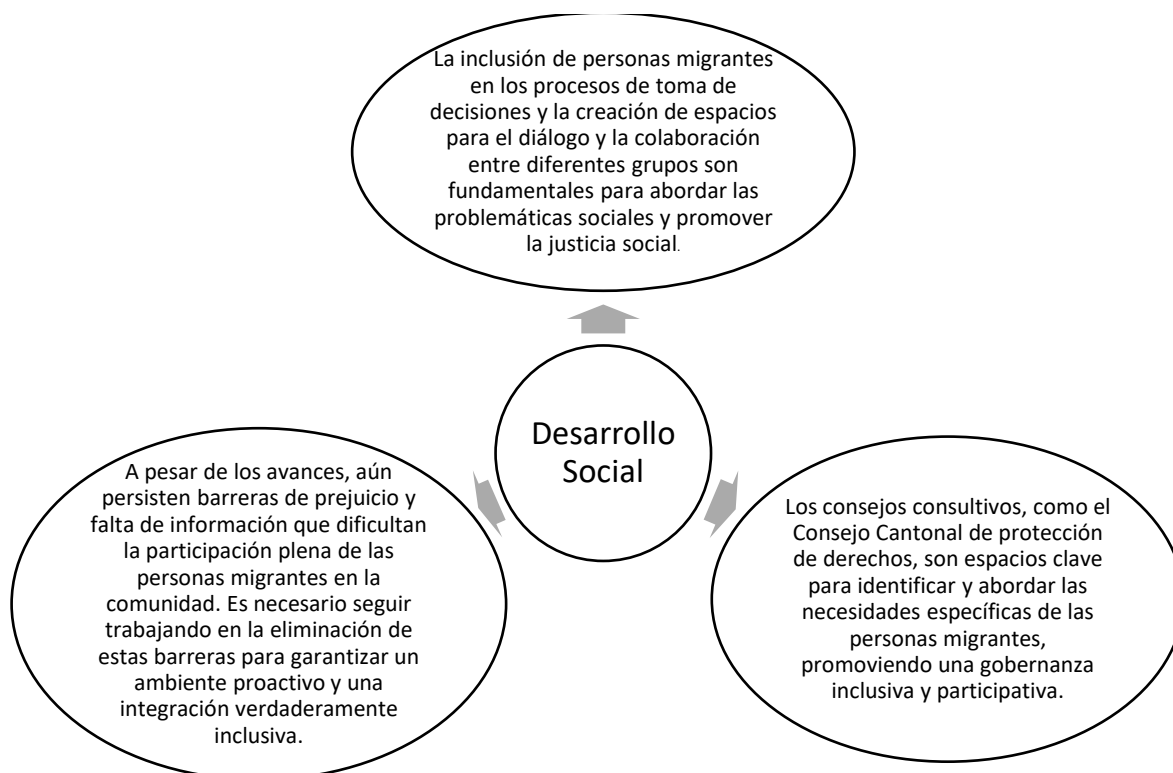 La inclusión de personas migrantes
en los procesos de toma de
decisiones y la creación de espacios
para el diálogo y la colaboración
entre diferentes grupos son
fundamentales para abordar las
problemáticas sociales y promover
la justicia social.
Desarrollo
Social
A pesar de los avances, aún
persisten barreras de prejuicio y
falta de información que dificultan
la participación plena de las
personas migrantes en la
comunidad. Es necesario seguir
trabajando en la eliminación de
estas barreras para garantizar un
ambiente proactivo y una
integración verdaderamente
inclusiva.
Los consejos consultivos, como el
Consejo Cantonal de protección
de derechos, son espacios clave
para identificar y abordar las
necesidades específicas de las
personas migrantes,
promoviendo una gobernanza
inclusiva y participativa.